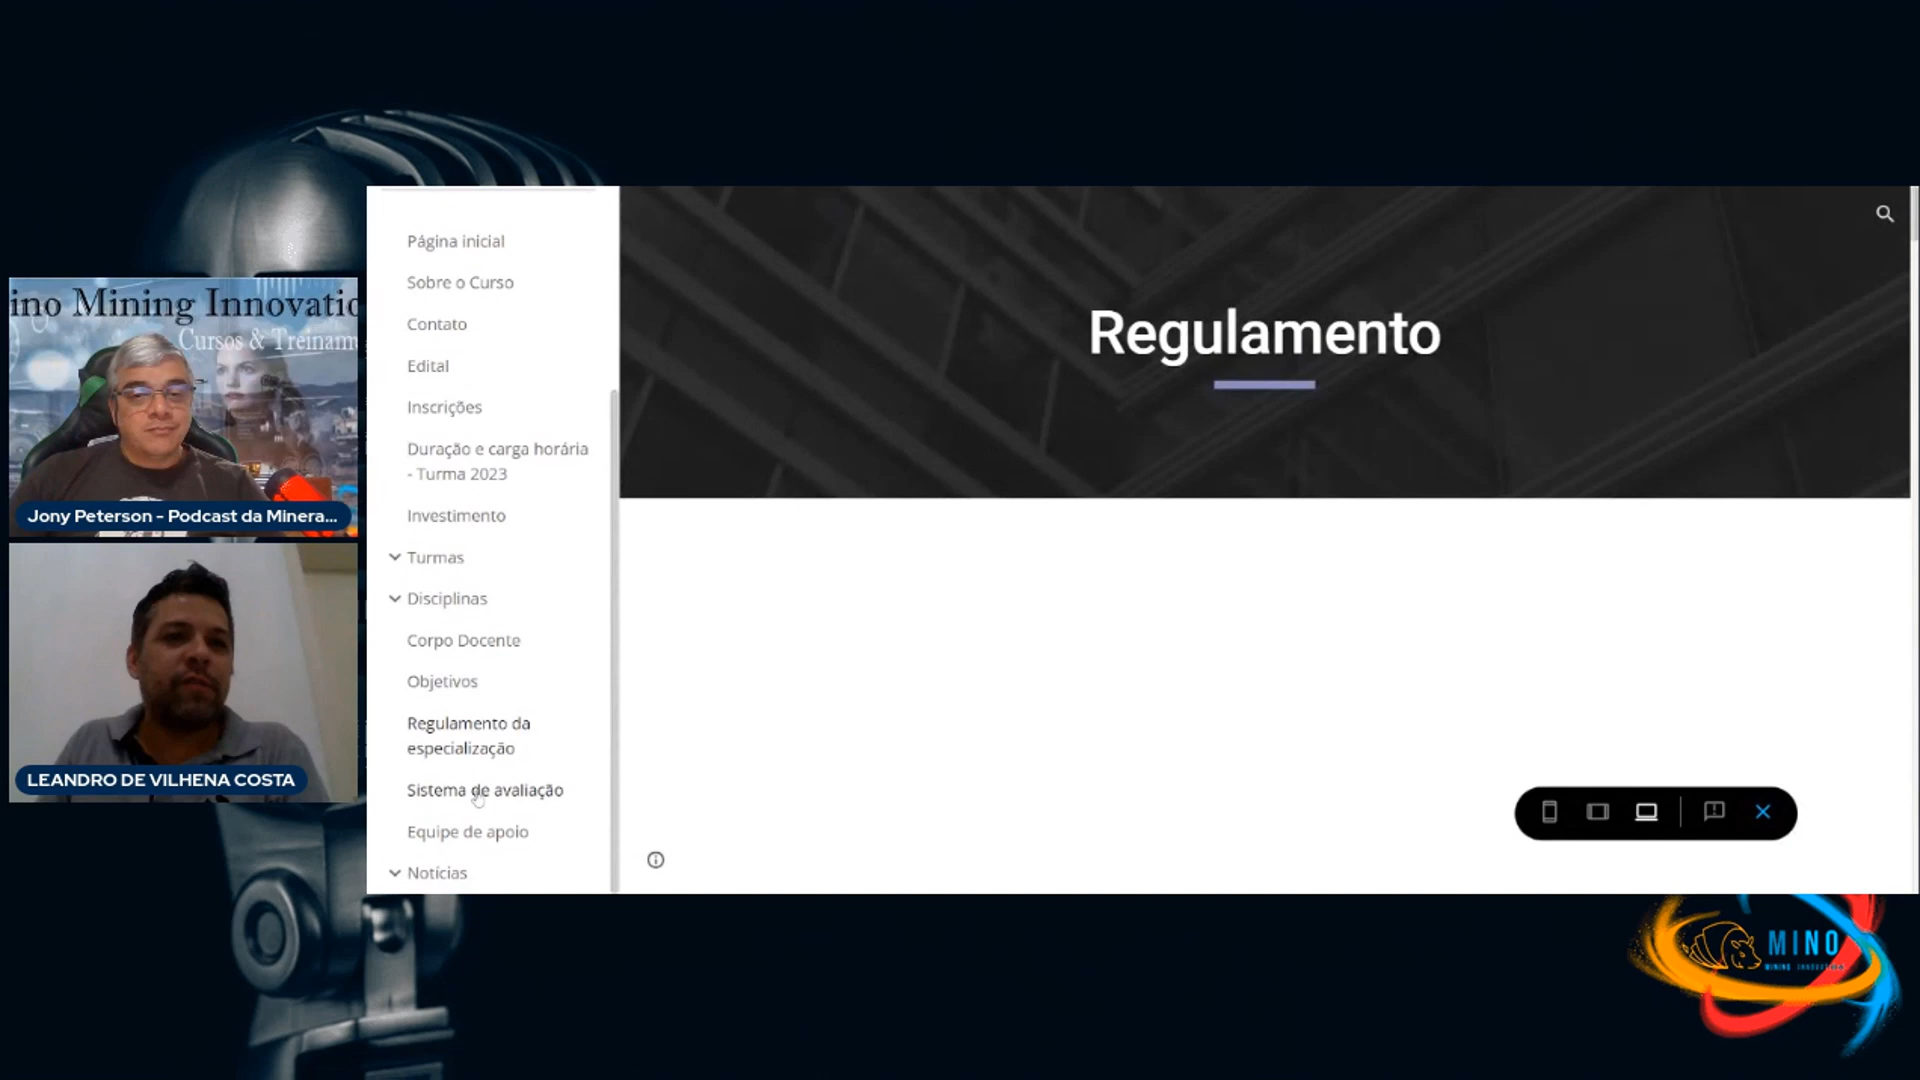 ino Mining Innovatio
Cursos & Treinam
Jony Peterson - Podcast da Minera...
LEANDRO DE VILHENA COSTA
Página inicial
Sobre o Curso
Contato
Edital
Inscrições
Duração e carga horária
- Turma 2023
Investimento
Turmas
Disciplinas
Corpo Docente
Objetivos
Regulamento da
especialização
Sistema de avaliação
Equipe de apoio
Notícias
Regulamento
MINO